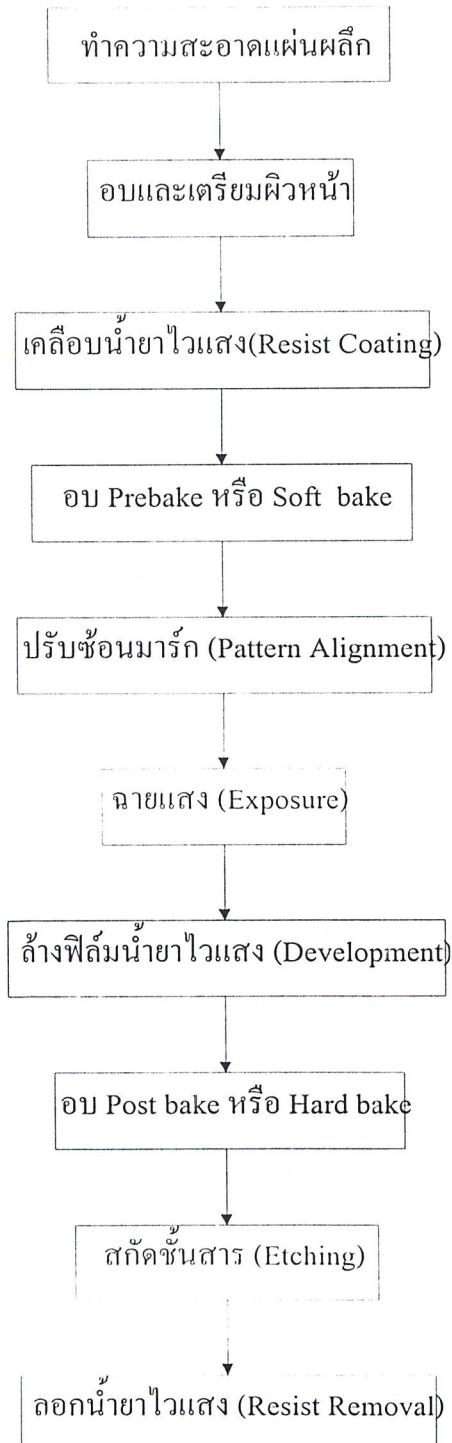 ทำความสะอาดแผ่นผลึก
อบและเตรียมผิวหน้า
เคลือบน้ำยาไวแสง(Resist Coating)
อบ Prebake หรือ Soft bake
ปรับซ้อนมาร์ก (Pattern Alignment)
ฉายแสง (Exposure)
ล้างฟิล์มน้ำยาไวแสง (Development)
อบ Post bake หรือ Hard bake
สกัดชั้นสาร (Etching)
ลอกน้ำยาไวแสง (Resist Removal)